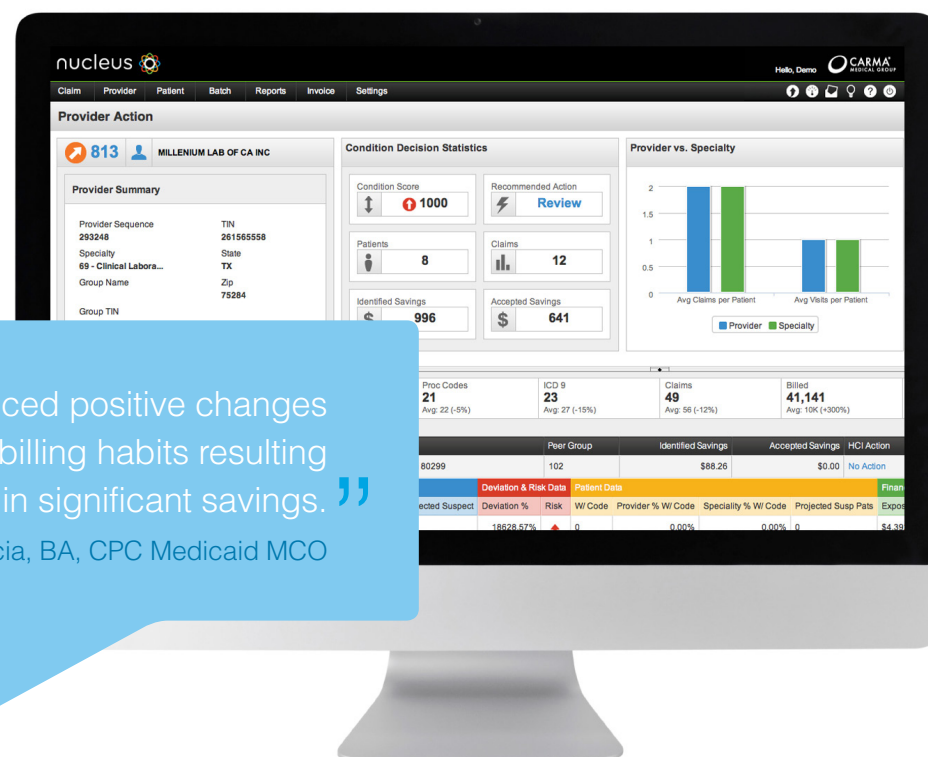 nucleus
Hello, Demo
CARMA
MEDICAL GROUP
Claim Provider Patient Batch Reports Invoice Settings
?
Provider Action
813 MILLENIUM LAB OF CA INC
Provider Summary
Provider Sequence TIN
293248 261565558
Specialty State
69 - Clinical Labora... TX
Group Name Zip
75284
Group TIN
Condition Decision Statistics
Condition Score Recommended Action
1000 Review
Patients Claims
8 12
Identified Savings Accepted Savings
$ 996 $ 641
Provider vs. Specialty
2
1.5
1
0.5
0
Avg Claims per Patient Avg Visits per Patient
Provider Specialty
Proc Codes ICD 9 Claims Billed
21 23 49 41,141
Avg: 22 (-5%) Avg: 27 (-15%) Avg: 56 (-12%) Avg: 10K (+300%)
Peer Group Identified Savings Accepted Savings HCI Action
80299 102 $88.26 $0.00 No Action
Deviation & Risk Data Patient Data Finan
ected Suspect Deviation % Risk W/ Code Provider % W/ Code Speciality % W/ Code Projected Susp Pats Expos
18628.57% 0 0.00% 0.00% 0 $4.39
ced positive changes
billing habits resulting
in significant savings.”
cia, BA, CPC Medicaid MCO